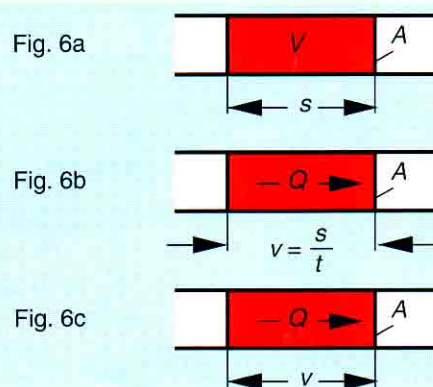 Fig. 6a
V
A
s
Fig. 6b
Q
A
v = s/t
Fig. 6c
Q
A
v